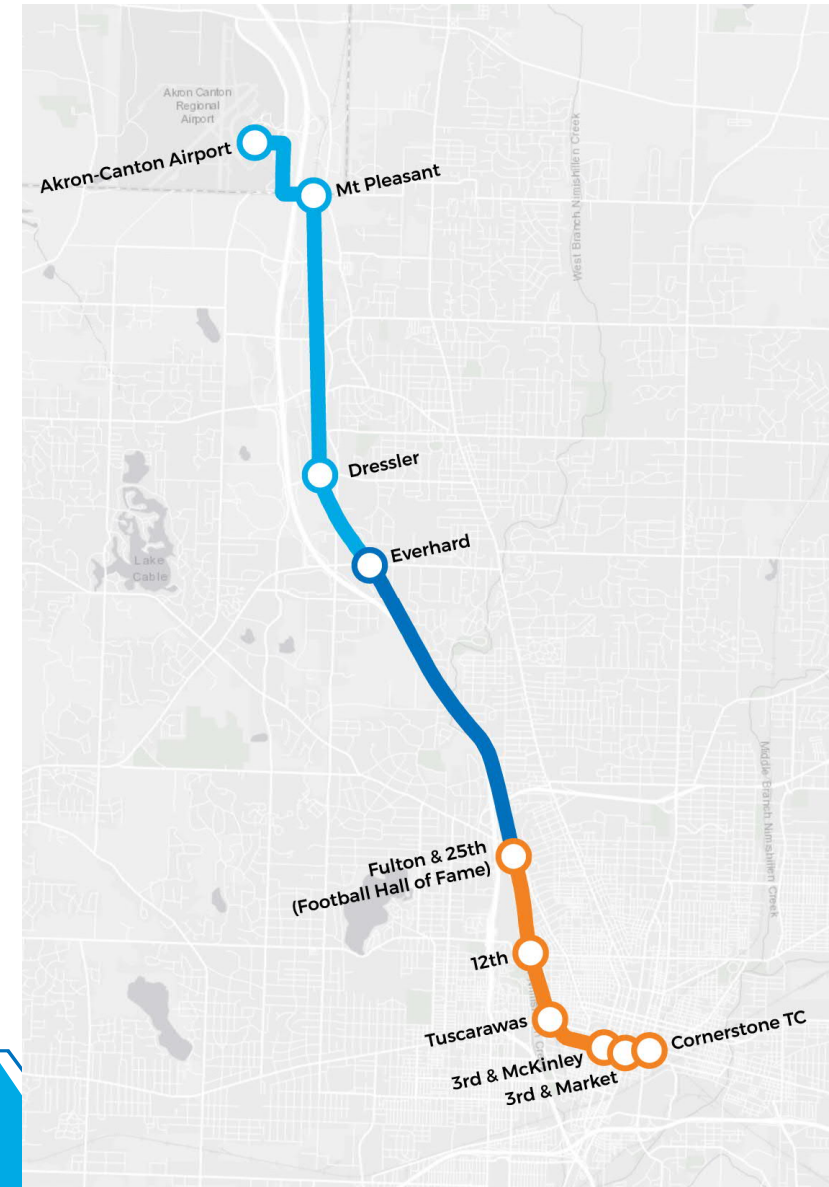 Akron Canton
Regional
Airport
Akron-Canton Airport
Mt Pleasant
West Branch Nimishillen Creek
Dressler
Everhard
Lake
Cable
Middle Branch Nimishillen Creek
Fulton & 25th
(Football Hall of Fame)
12th
Tuscarawas
Cornerstone TC
3rd & McKinley
3rd & Market